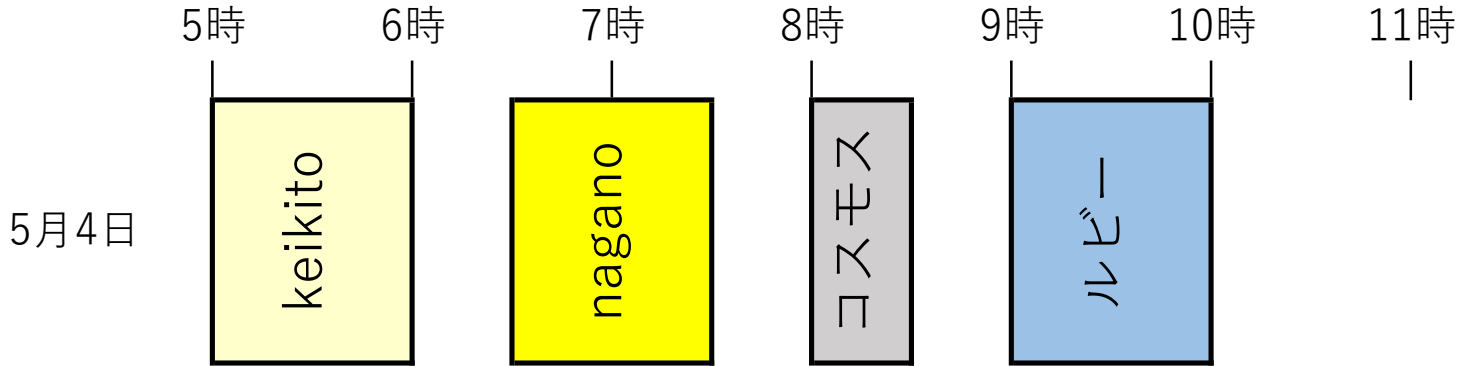 5時 6時 7時 8時 9時 10時 11時
5月4日
keikito
nagano
コスモス
ルビー